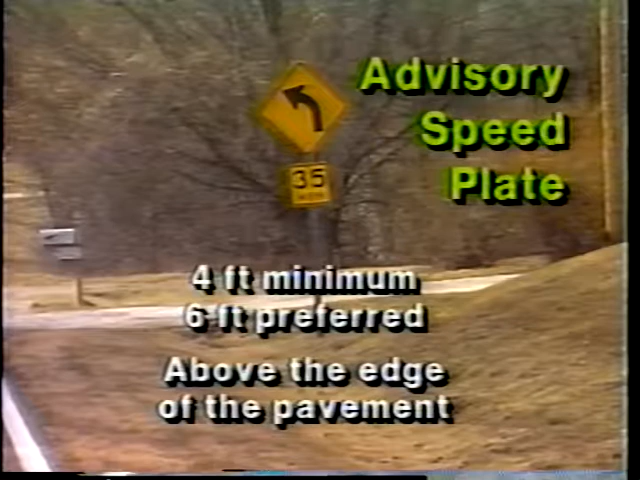 Advisory
Speed
Plate
35
4 ft minimum
6 ft preferred
Above the edge
of the pavement